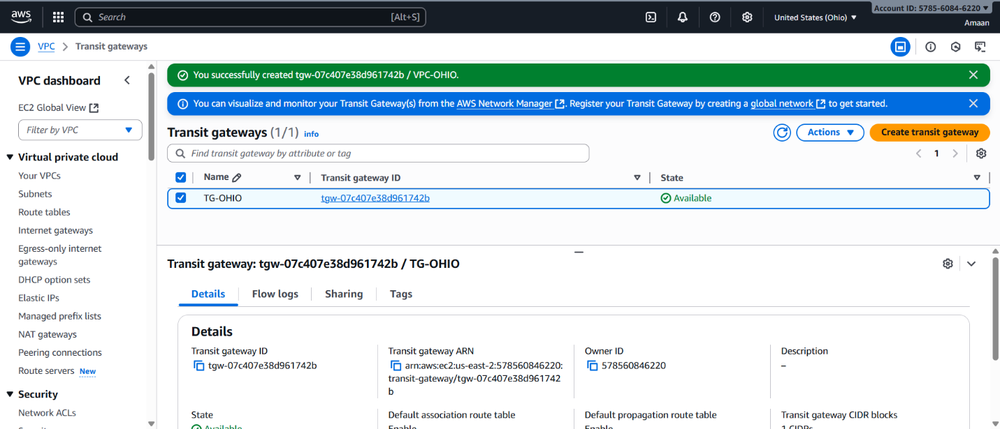 aws
Search [Alt+S]
United States (Ohio)
Account ID: 5785-6084-6220
Amaan
VPC
Transit gateways
VPC dashboard
EC2 Global View
Filter by VPC
Virtual private cloud
Your VPCs
Subnets
Route tables
Internet gateways
Egress-only internet
gateways
DHCP option sets
Elastic IPs
Managed prefix lists
NAT gateways
Peering connections
Route servers New
Security
Network ACLs
You successfully created tgw-07c407e38d961742b / VPC-OHIO.
You can visualize and monitor your Transit Gateway(s) from the AWS Network Manager. Register your Transit Gateway by creating a global network to get started.
Transit gateways (1/1) info
Actions
Create transit gateway
Find transit gateway by attribute or tag
1
Name Transit gateway ID State
TG-OHIO tgw-07c407e38d961742b Available
Transit gateway: tgw-07c407e38d961742b / TG-OHIO
Details Flow logs Sharing Tags
Details
Transit gateway ID
tgw-07c407e38d961742b
Transit gateway ARN
arn:aws:ec2:us-east-2:578560846220:
transit-gateway/tgw-07c407e38d961742
b
Owner ID
578560846220
Description
–
State
Available
Default association route table
Enable
Default propagation route table
Enable
Transit gateway CIDR blocks
1 CIDRs